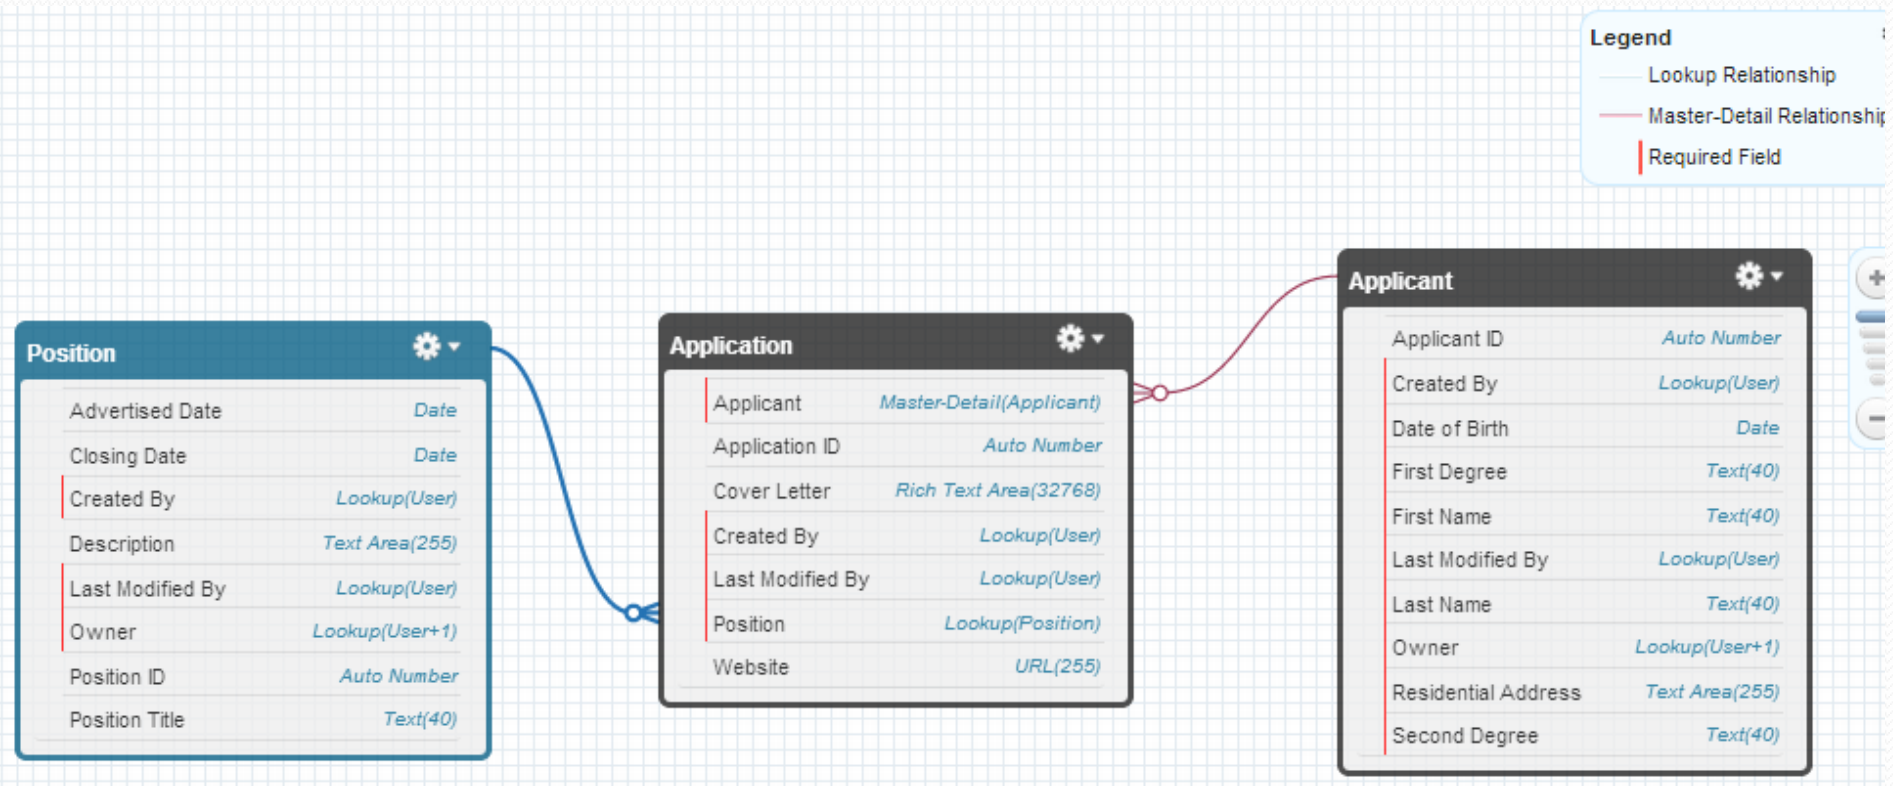 Legend
Lookup Relationship
Master-Detail Relationship
Required Field
Position
Advertised Date Date
Closing Date Date
Created By Lookup(User)
Description Text Area(255)
Last Modified By Lookup(User)
Owner Lookup(User+1)
Position ID Auto Number
Position Title Text(40)
Application
Applicant Master-Detail(Applicant)
Application ID Auto Number
Cover Letter Rich Text Area(32768)
Created By Lookup(User)
Last Modified By Lookup(User)
Position Lookup(Position)
Website URL(255)
Applicant
Applicant ID Auto Number
Created By Lookup(User)
Date of Birth Date
First Degree Text(40)
First Name Text(40)
Last Modified By Lookup(User)
Last Name Text(40)
Owner Lookup(User+1)
Residential Address Text Area(255)
Second Degree Text(40)